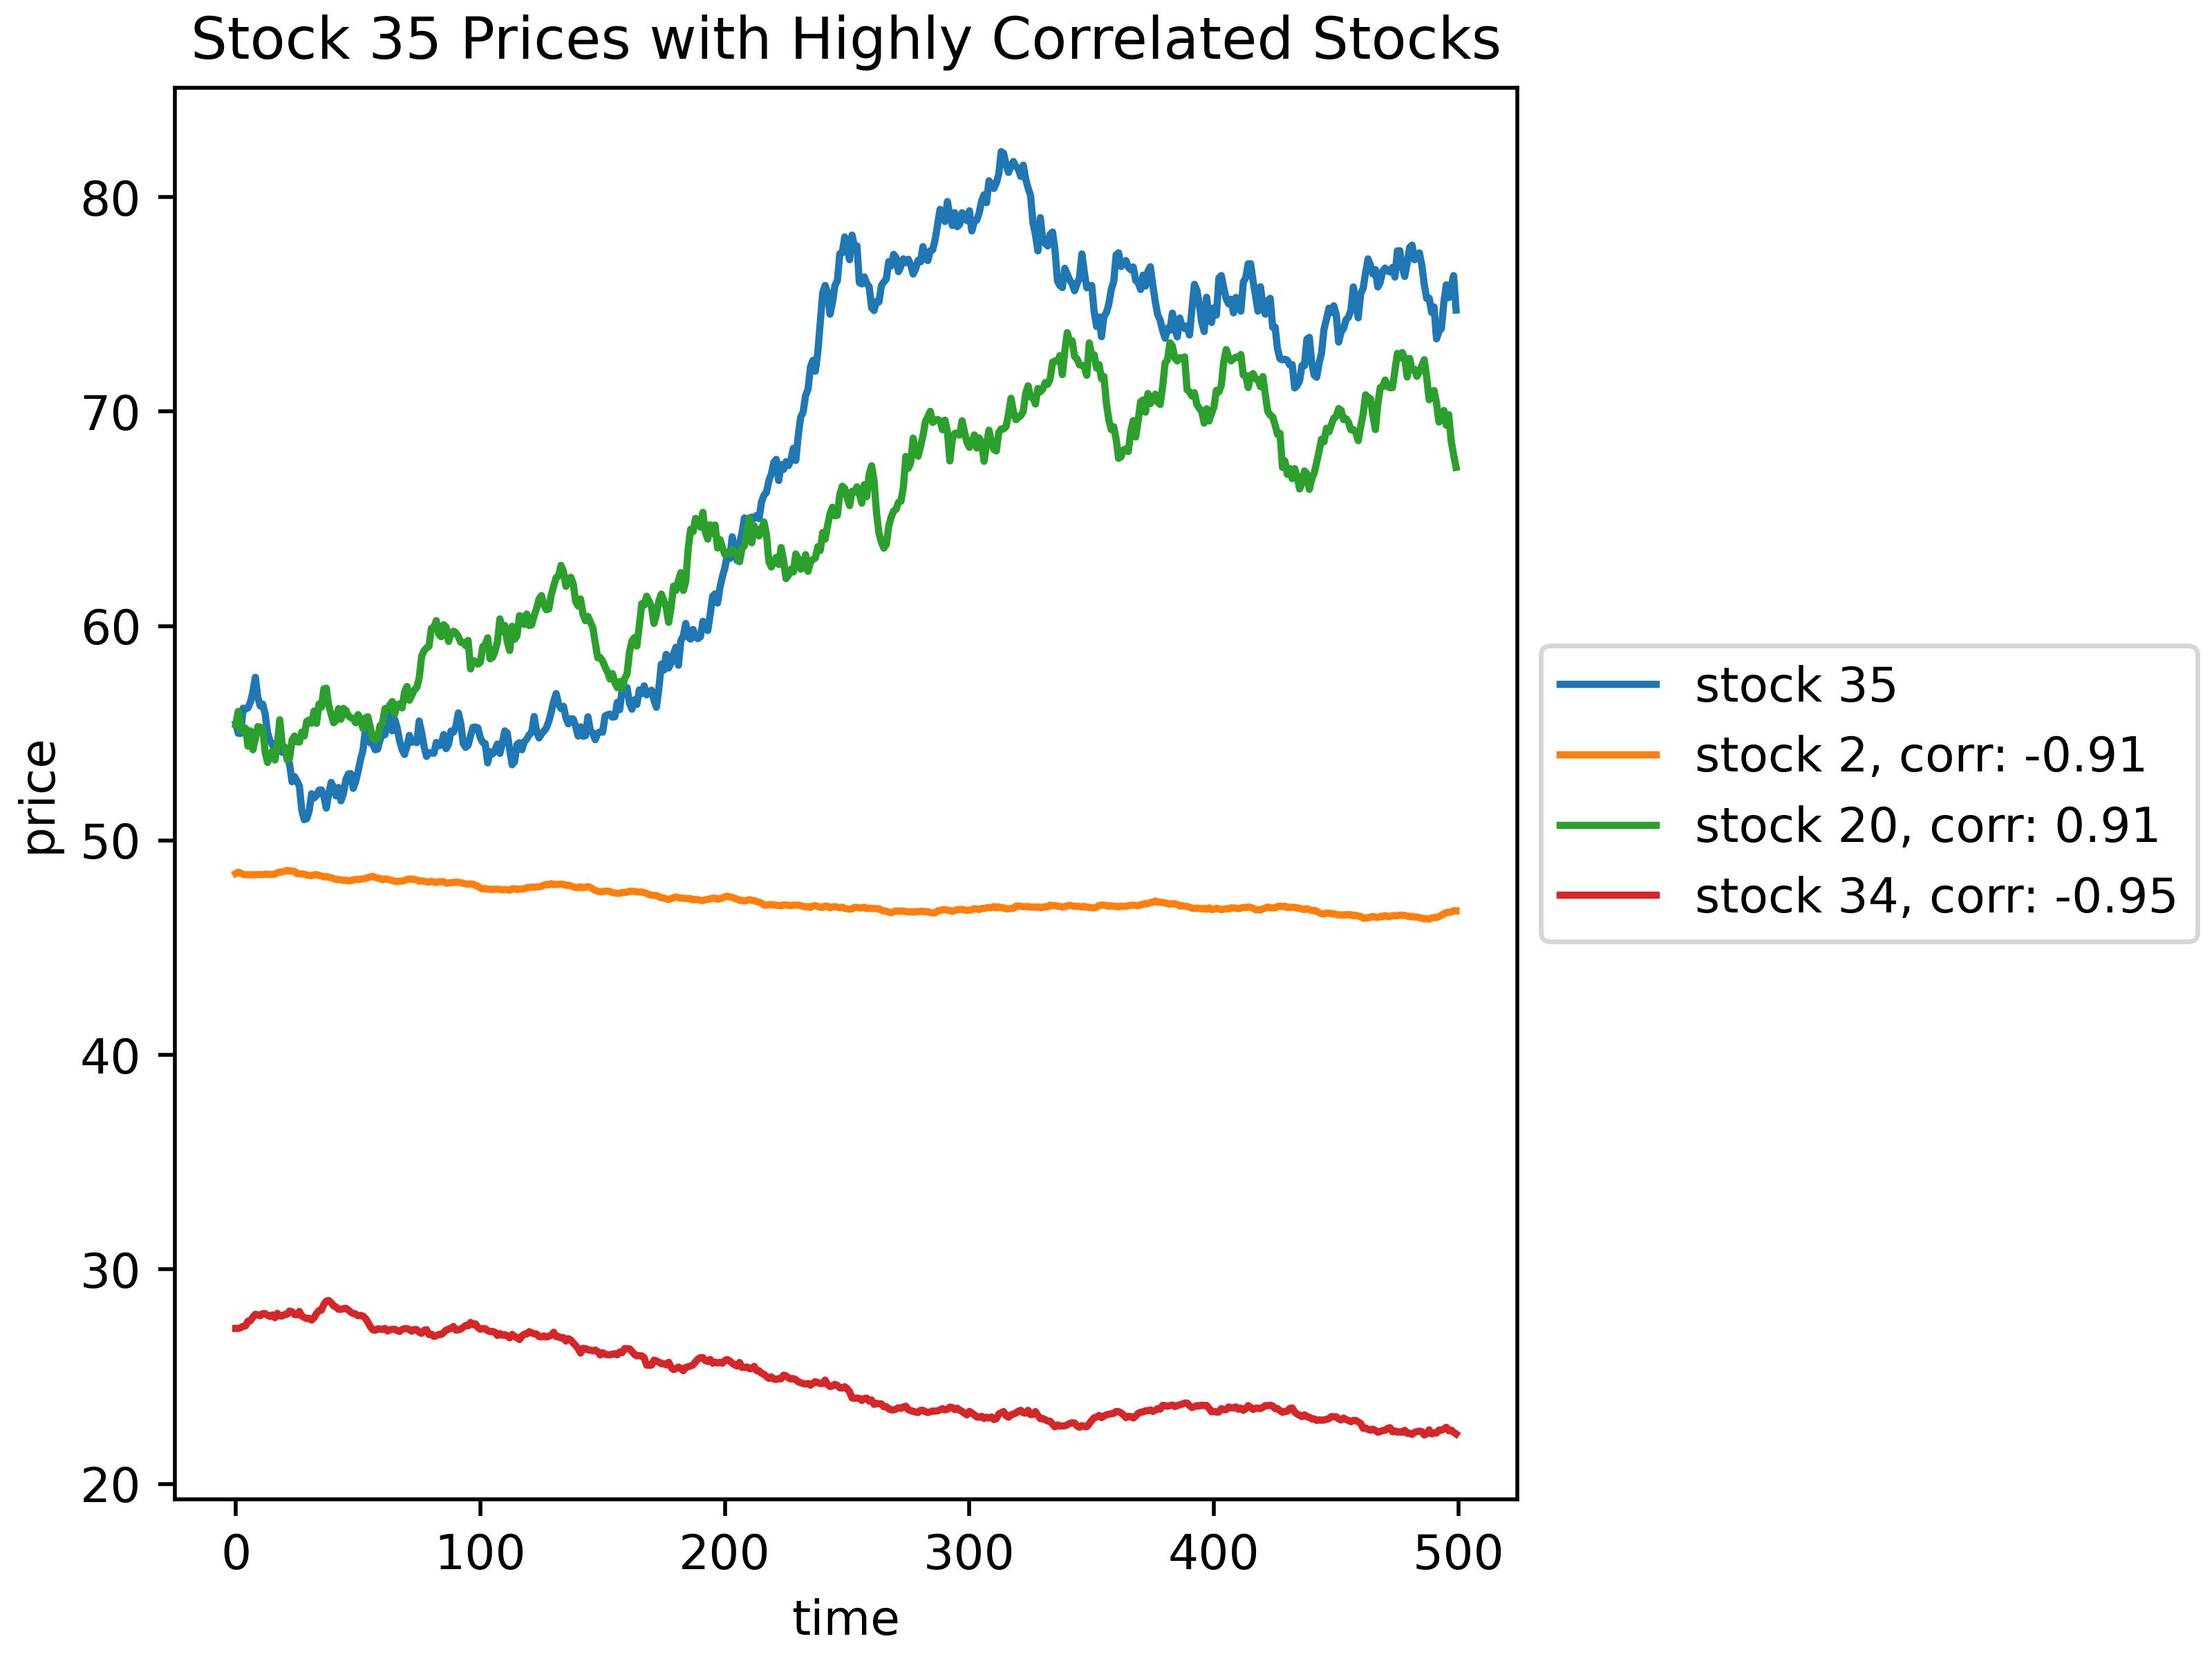 Stock 35 Prices with Highly Correlated Stocks
price
80
70
60
50
40
30
20
0 100 200 300 400 500
time
stock 35
stock 2, corr: -0.91
stock 20, corr: 0.91
stock 34, corr: -0.95